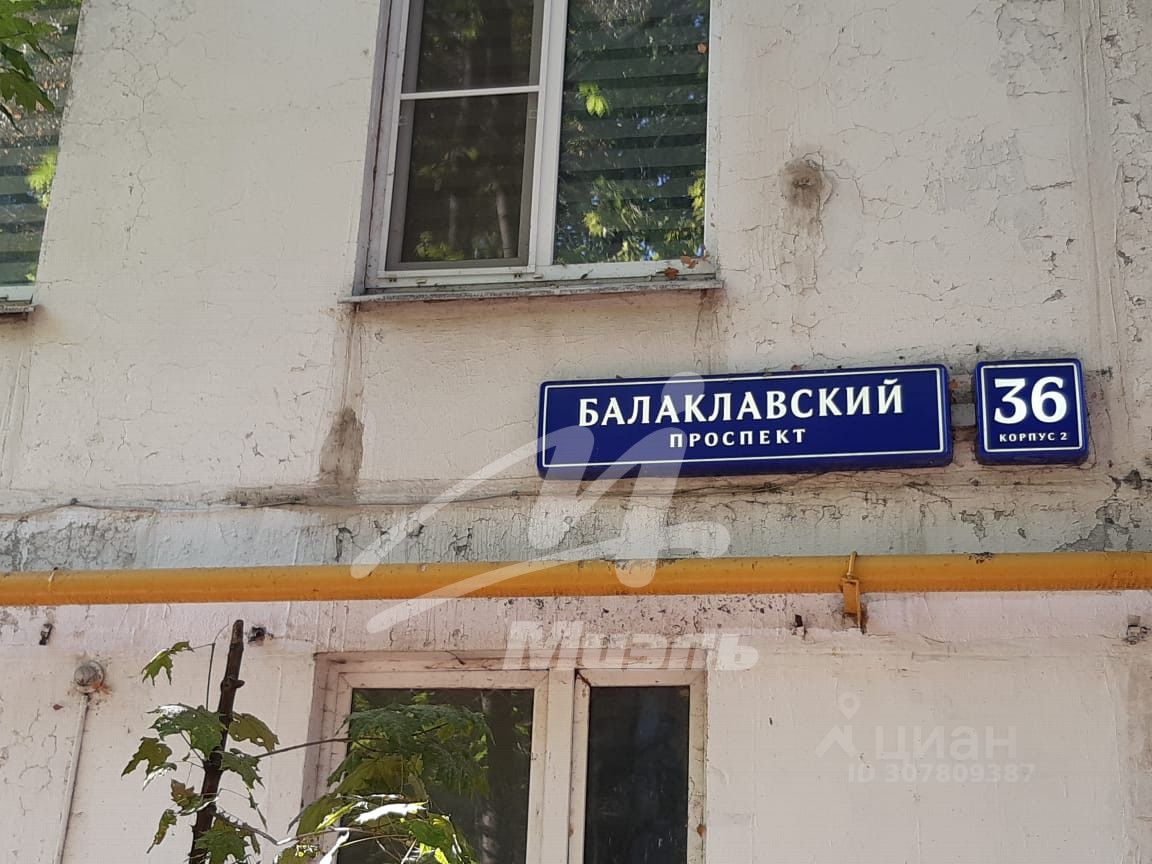 БАЛАКЛАВСКИЙ
ПРОСПЕКТ
36
КОРПУС 2
Миэль
циан
ID 307809387